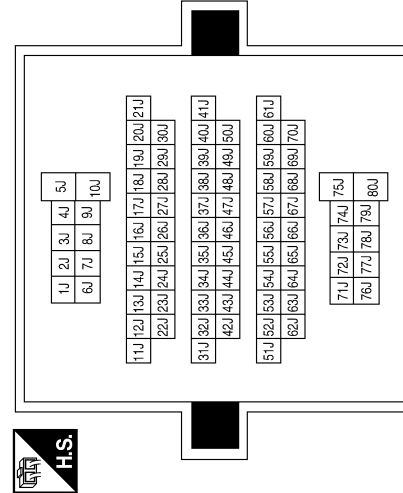 H.S.
1J 2J 3J 4J 5J
6J 7J 8J 9J 10J
11J 12J 13J 14J 15J 16J 17J 18J 19J 20J 21J
22J 23J 24J 25J 26J 27J 28J 29J 30J
31J 32J 33J 34J 35J 36J 37J 38J 39J 40J 41J
42J 43J 44J 45J 46J 47J 48J 49J 50J
51J 52J 53J 54J 55J 56J 57J 58J 59J 60J 61J
62J 63J 64J 65J 66J 67J 68J 69J 70J
71J 72J 73J 74J 75J
76J 77J 78J 79J 80J